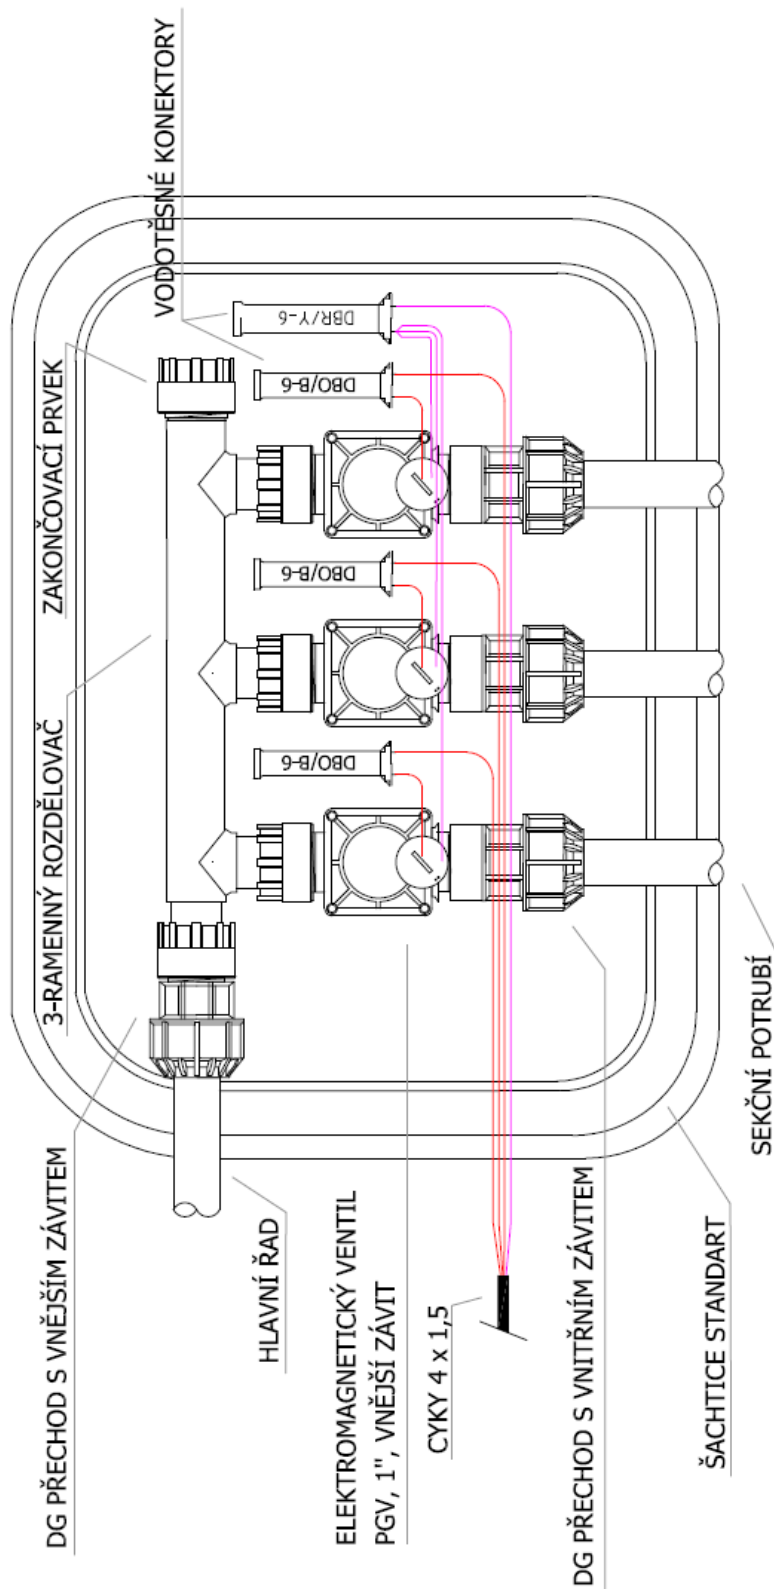 VODOTĚSNÉ KONEKTORY
ZAKONČOVACÍ PRVEK
3-RAMENNÝ ROZDĚLOVAČ
DG PŘECHOD S VNĚJŠÍM ZÁVITEM
HLAVNÍ ŘAD
ELEKTROMAGNETICKÝ VENTIL
PGV, 1", VNĚJŠÍ ZÁVIT
CYKY 4 x 1,5
DG PŘECHOD S VNITŘNÍM ZÁVITEM
ŠACHTICE STANDART
SEKČNÍ POTRUBÍ
DBR/Y-6
DBO/B-6
DBO/B-6
DBO/B-6